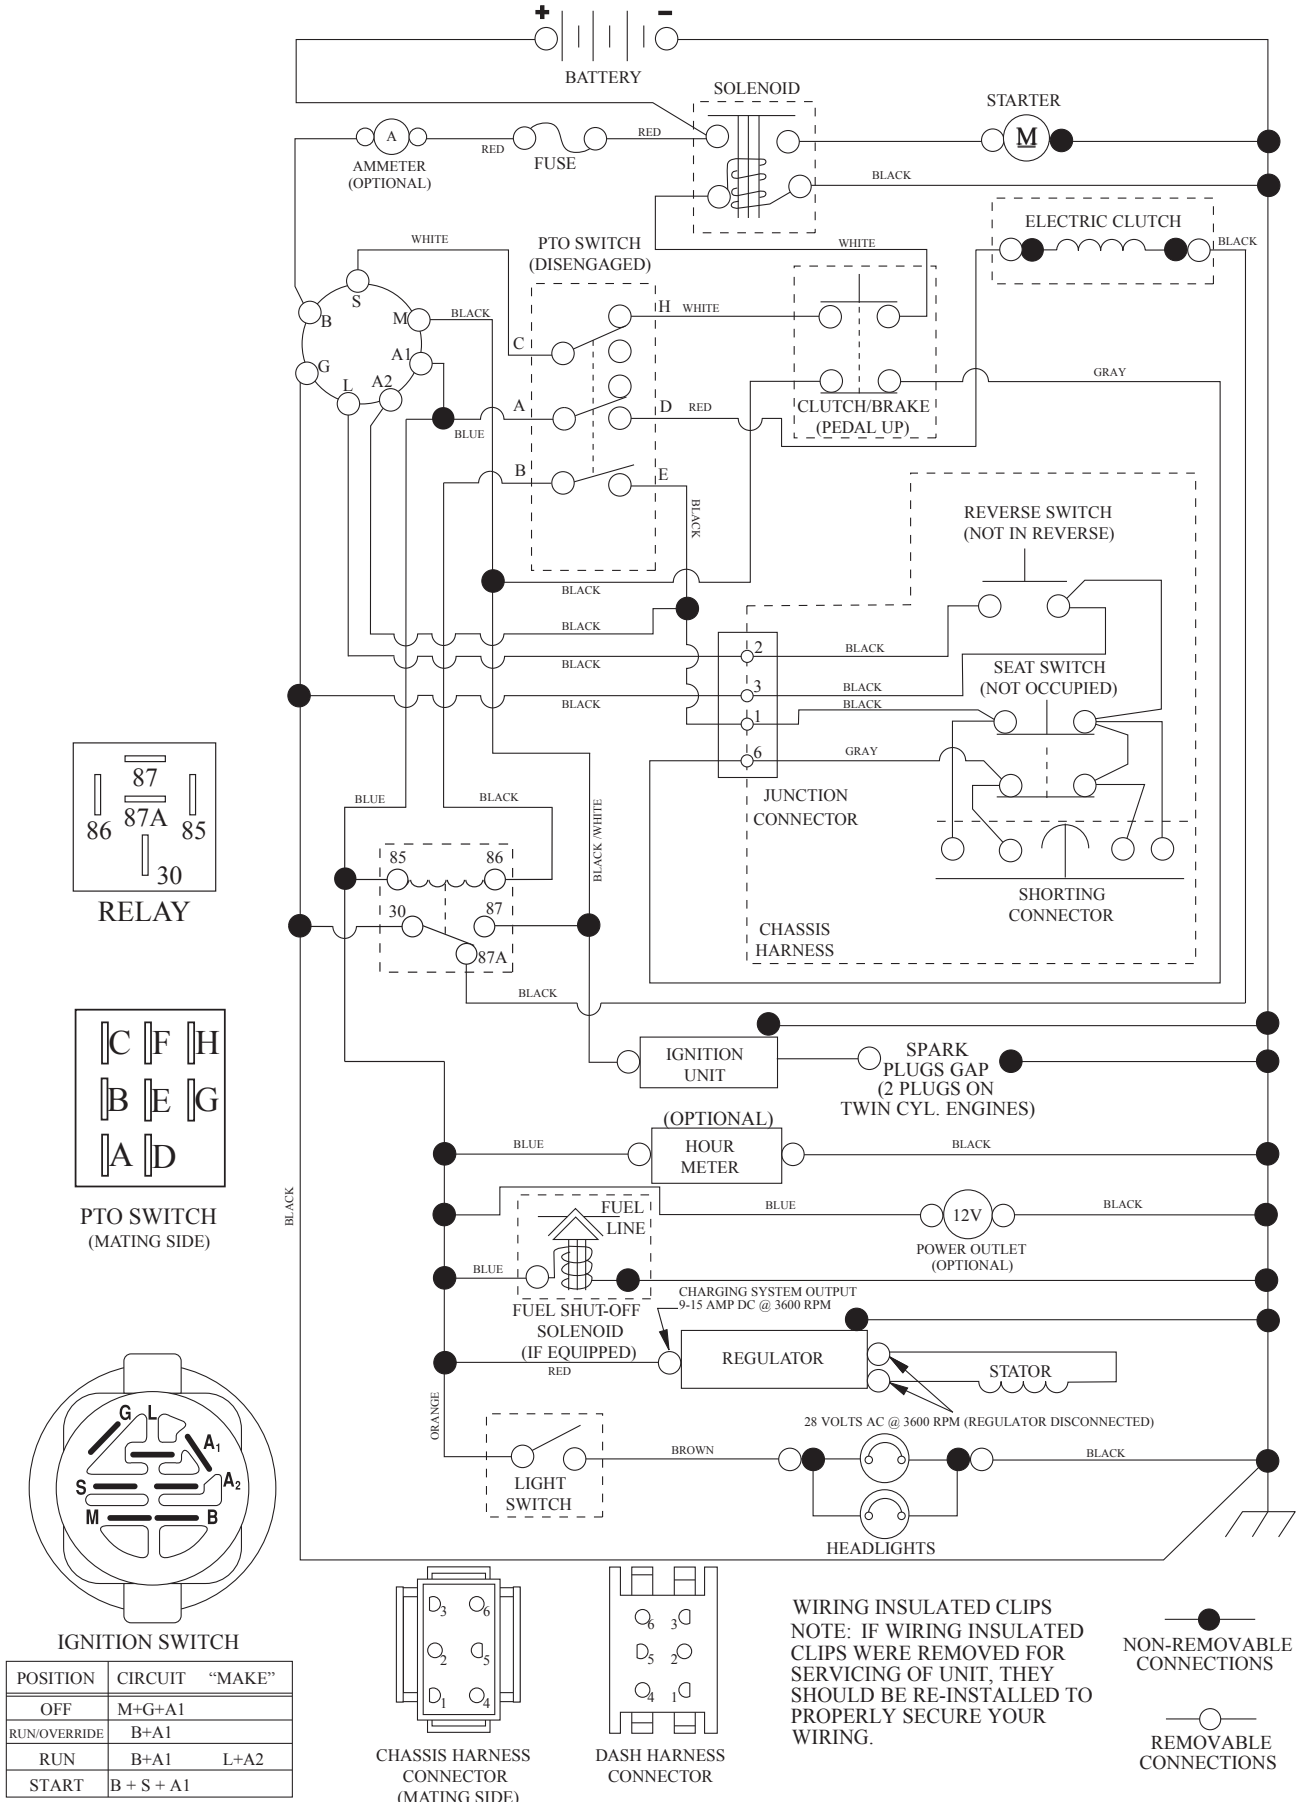 + −
BATTERY
SOLENOID
STARTER
A
AMMETER
(OPTIONAL)
RED
FUSE
RED
M
BLACK
ELECTRIC CLUTCH
BLACK
WHITE
PTO SWITCH
(DISENGAGED)
WHITE
S
B
M
BLACK
A1
G
L
A2
C
H
WHITE
A
D
RED
BLUE
B
E
BLACK
CLUTCH/BRAKE
(PEDAL UP)
GRAY
REVERSE SWITCH
(NOT IN REVERSE)
BLACK
BLACK
BLACK
2
BLACK
SEAT SWITCH
(NOT OCCUPIED)
3
BLACK
BLACK
BLACK
1
6
GRAY
JUNCTION
CONNECTOR
87
87A
86
85
30
RELAY
BLUE
BLACK
BLACK /WHITE
85
86
30
87
87A
SHORTING
CONNECTOR
CHASSIS
HARNESS
BLACK
C F H
B E G
A D
PTO SWITCH
(MATING SIDE)
IGNITION
UNIT
SPARK
PLUGS GAP
(2 PLUGS ON
TWIN CYL. ENGINES)
(OPTIONAL)
BLUE
HOUR
METER
BLACK
BLACK
FUEL
LINE
BLUE
12V
BLACK
POWER OUTLET
(OPTIONAL)
BLUE
FUEL SHUT-OFF
SOLENOID
(IF EQUIPPED)
CHARGING SYSTEM OUTPUT
9-15 AMP DC @ 3600 RPM
RED
REGULATOR
STATOR
28 VOLTS AC @ 3600 RPM (REGULATOR DISCONNECTED)
ORANGE
LIGHT
SWITCH
BROWN
BLACK
HEADLIGHTS
G L
A1
S
A2
M
B
IGNITION SWITCH
POSITION CIRCUIT “MAKE”
OFF M+G+A1
RUN/OVERRIDE B+A1
RUN B+A1 L+A2
START B + S + A1
3 6
2 5
1 4
CHASSIS HARNESS
CONNECTOR
(MATING SIDE)
6 3
5 2
4 1
DASH HARNESS
CONNECTOR
WIRING INSULATED CLIPS
NOTE: IF WIRING INSULATED
CLIPS WERE REMOVED FOR
SERVICING OF UNIT, THEY
SHOULD BE RE-INSTALLED TO
PROPERLY SECURE YOUR
WIRING.
NON-REMOVABLE
CONNECTIONS
REMOVABLE
CONNECTIONS